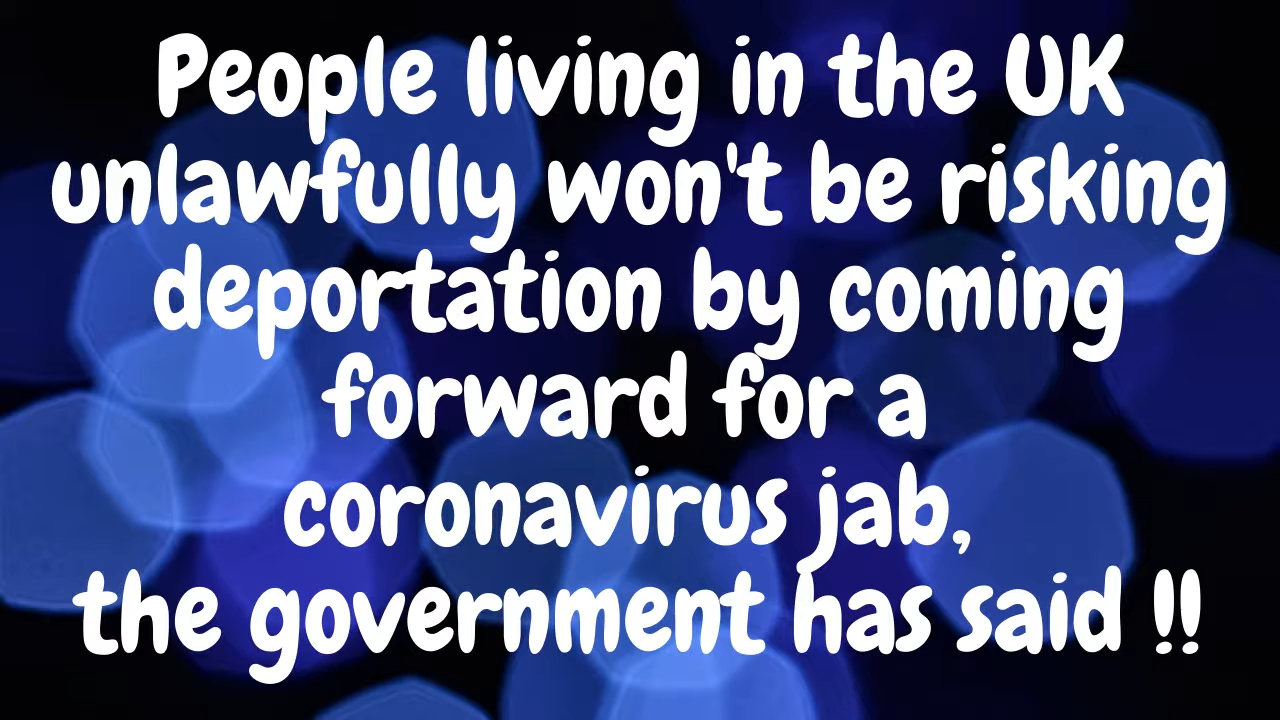 People living in the UK
unlawfully won't be risking
deportation by coming
forward for a
coronavirus jab,
the government has said !!